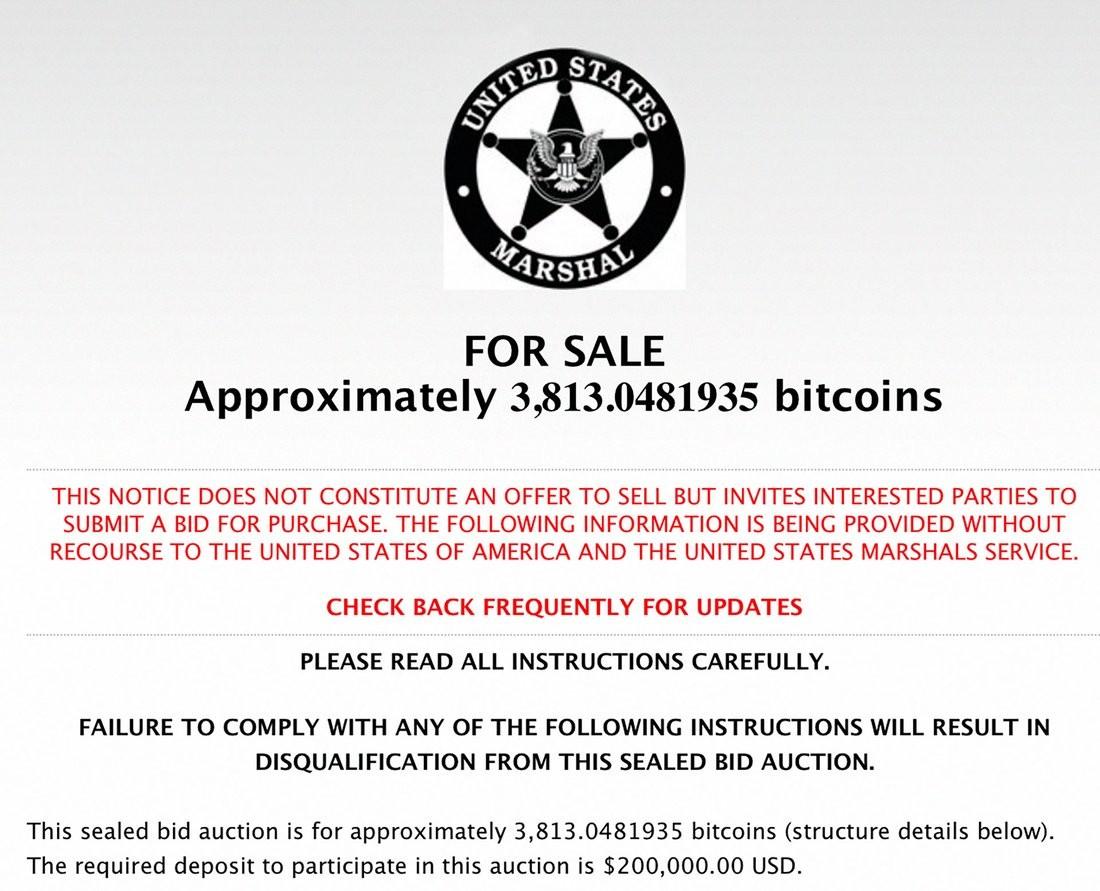 UNITED STATES
MARSHAL
FOR SALE
Approximately 3,813.0481935 bitcoins
THIS NOTICE DOES NOT CONSTITUTE AN OFFER TO SELL BUT INVITES INTERESTED PARTIES TO
SUBMIT A BID FOR PURCHASE. THE FOLLOWING INFORMATION IS BEING PROVIDED WITHOUT
RECOURSE TO THE UNITED STATES OF AMERICA AND THE UNITED STATES MARSHALS SERVICE.
CHECK BACK FREQUENTLY FOR UPDATES
PLEASE READ ALL INSTRUCTIONS CAREFULLY.
FAILURE TO COMPLY WITH ANY OF THE FOLLOWING INSTRUCTIONS WILL RESULT IN
DISQUALIFICATION FROM THIS SEALED BID AUCTION.
This sealed bid auction is for approximately 3,813.0481935 bitcoins (structure details below).
The required deposit to participate in this auction is $200,000.00 USD.